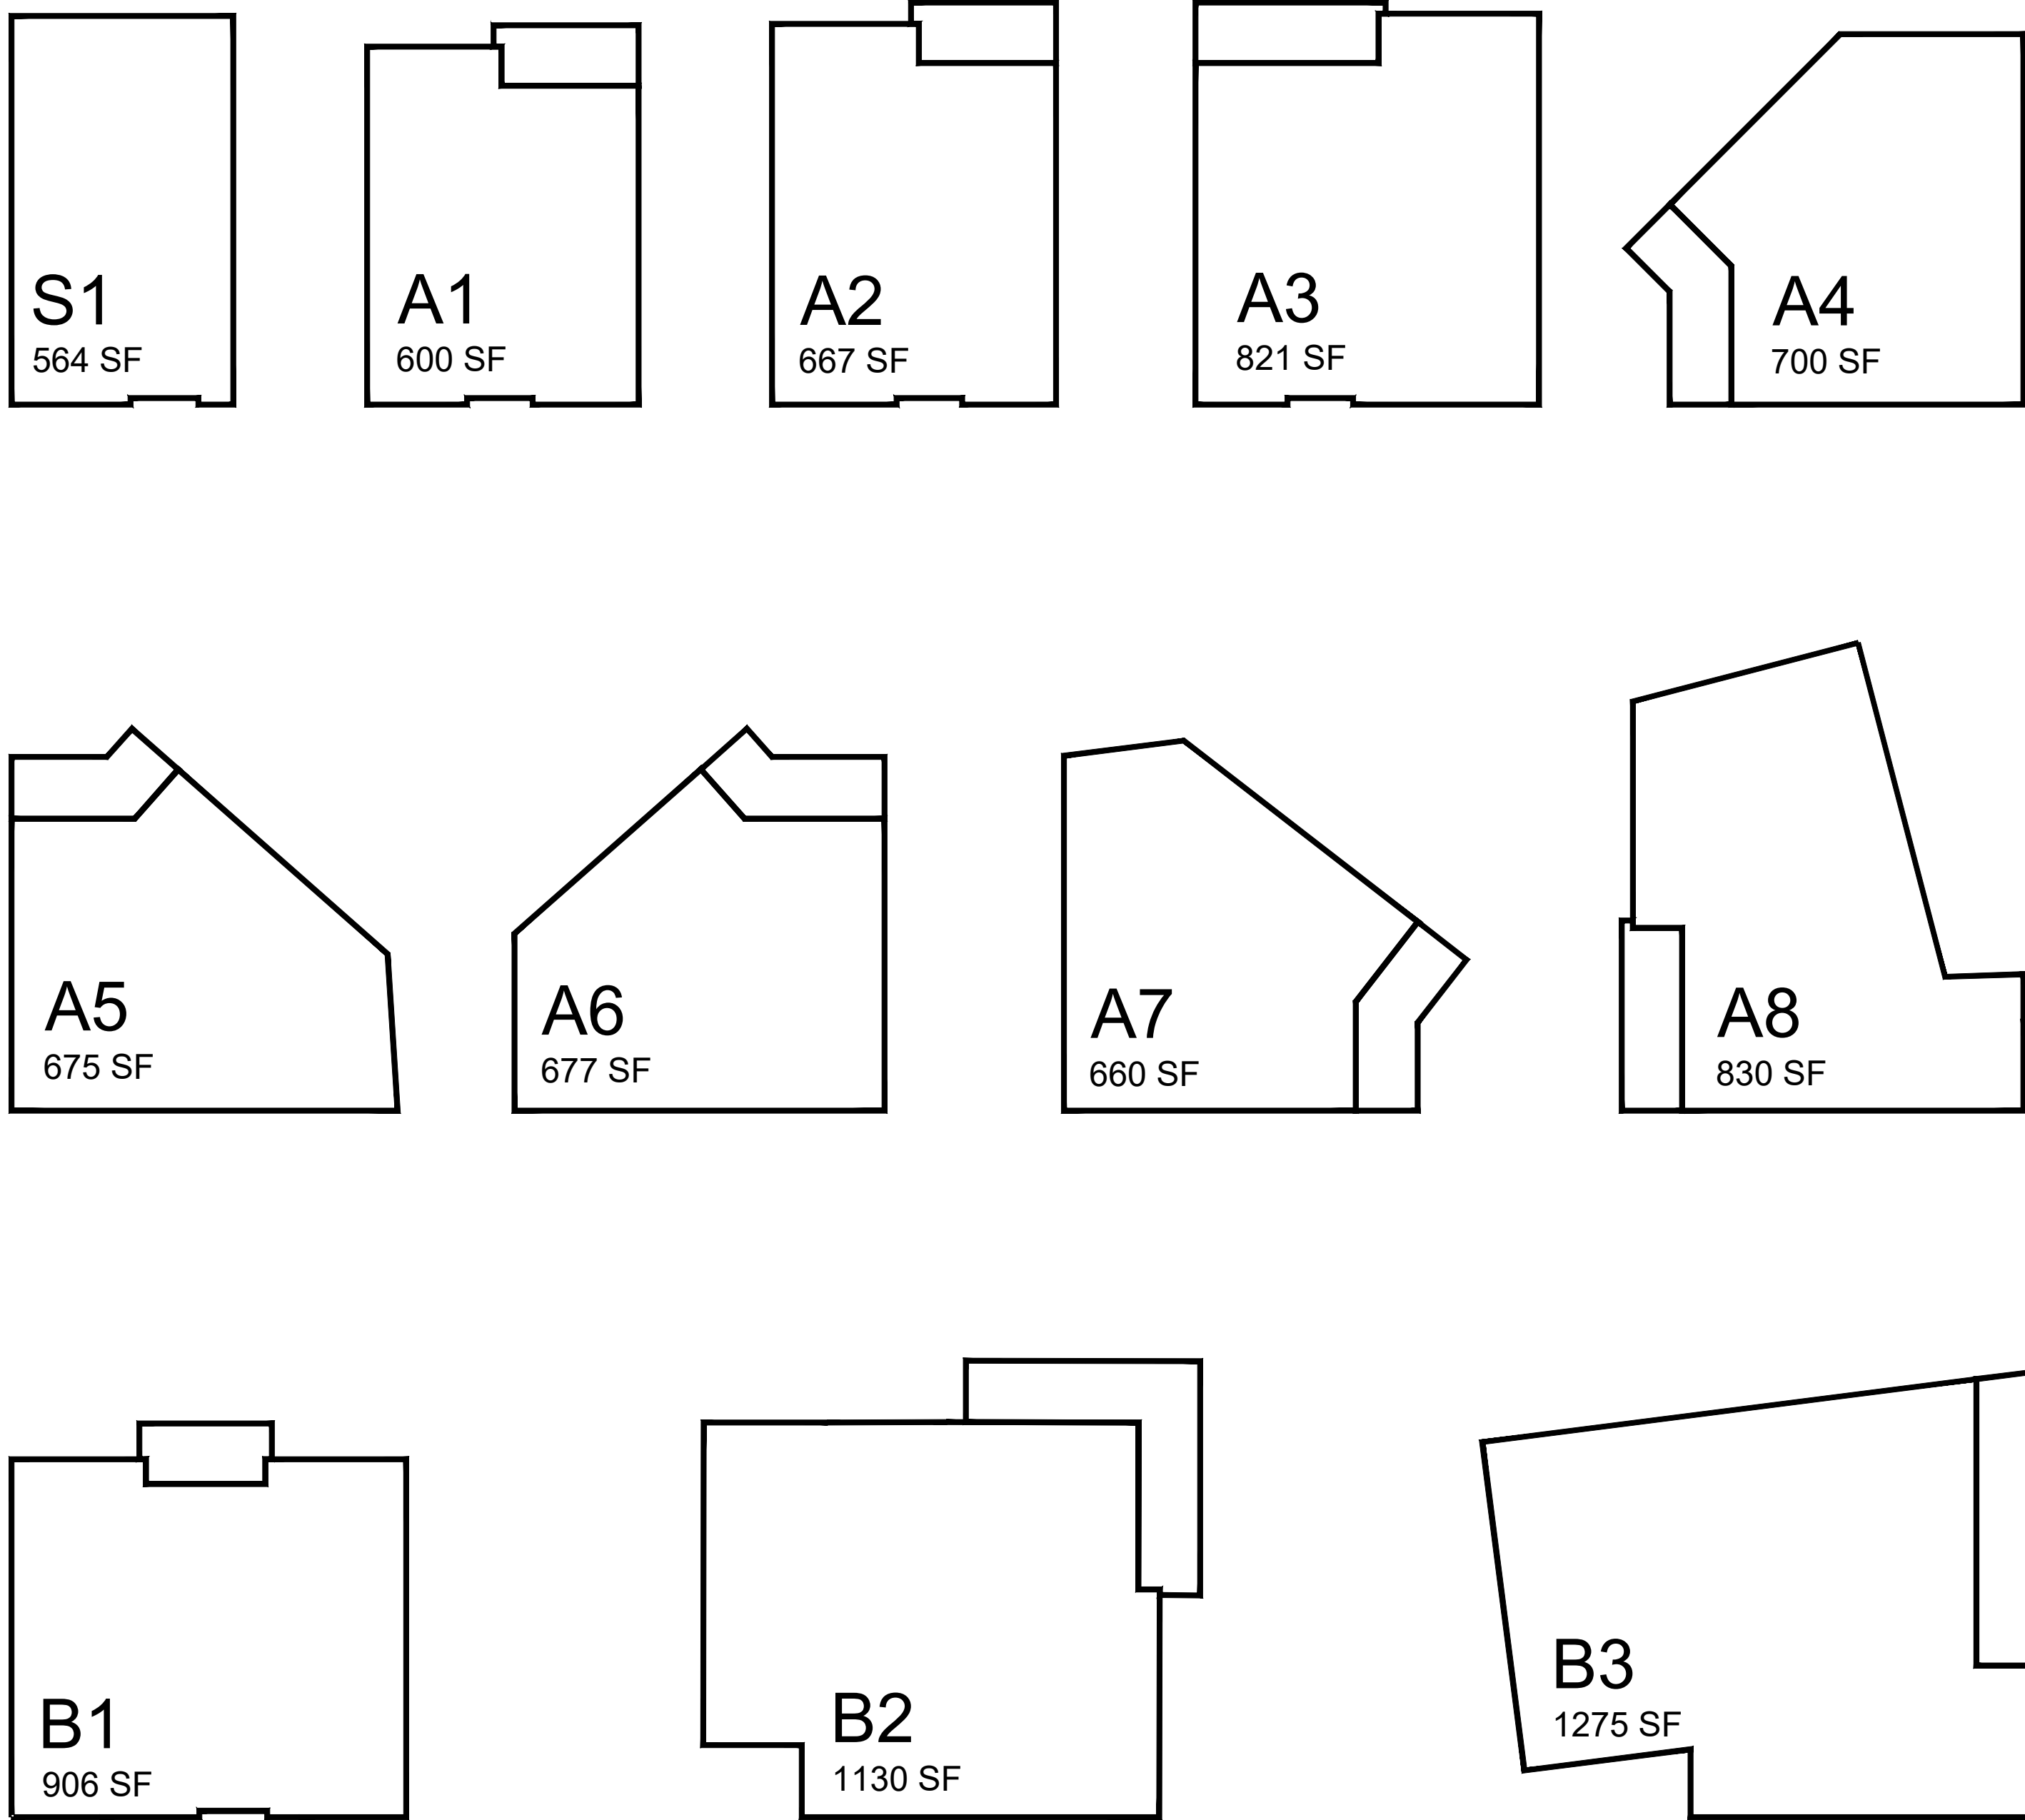 S1
564 SF
A1
600 SF
A2
667 SF
A3
821 SF
A4
700 SF
A5
675 SF
A6
677 SF
A7
660 SF
A8
830 SF
B1
906 SF
B2
1130 SF
B3
1275 SF